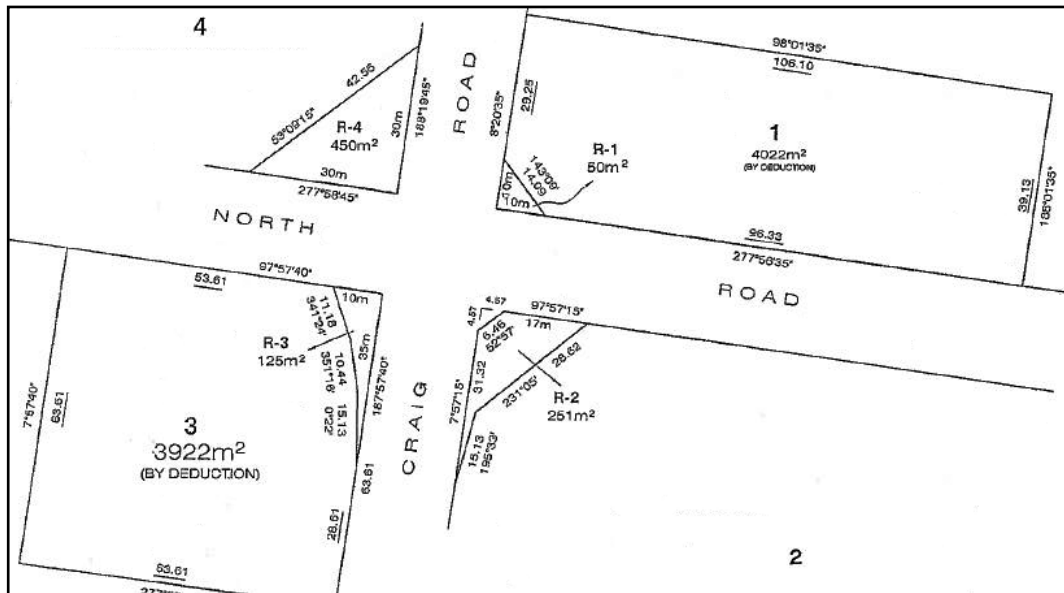 4
42.56
53°09'15"
R-4
450m²
30m
188°19'45"
30m
277°58'45"
ROAD
98°01'35"
106.10
29.25
8°20'35"
1
4022m²
(BY DEDUCTION)
R-1
50m²
143°09'
14.09
10m
10m
39.13
188°01'35"
96.33
277°56'35"
NORTH
ROAD
97°57'40"
53.61
10m
11.18
341°24'
R-3
125m²
35m
10.44
351°16'
15.13
0°22'
187°57'40"
7°57'40"
63.61
3
3922m²
(BY DEDUCTION)
63.61
28.61
63.61
CRAIG
4.57
4.57
97°57'15"
17m
6.46
52°57'
31.32
7°57'15"
28.62
231°05'
R-2
251m²
15.13
195°33'
2